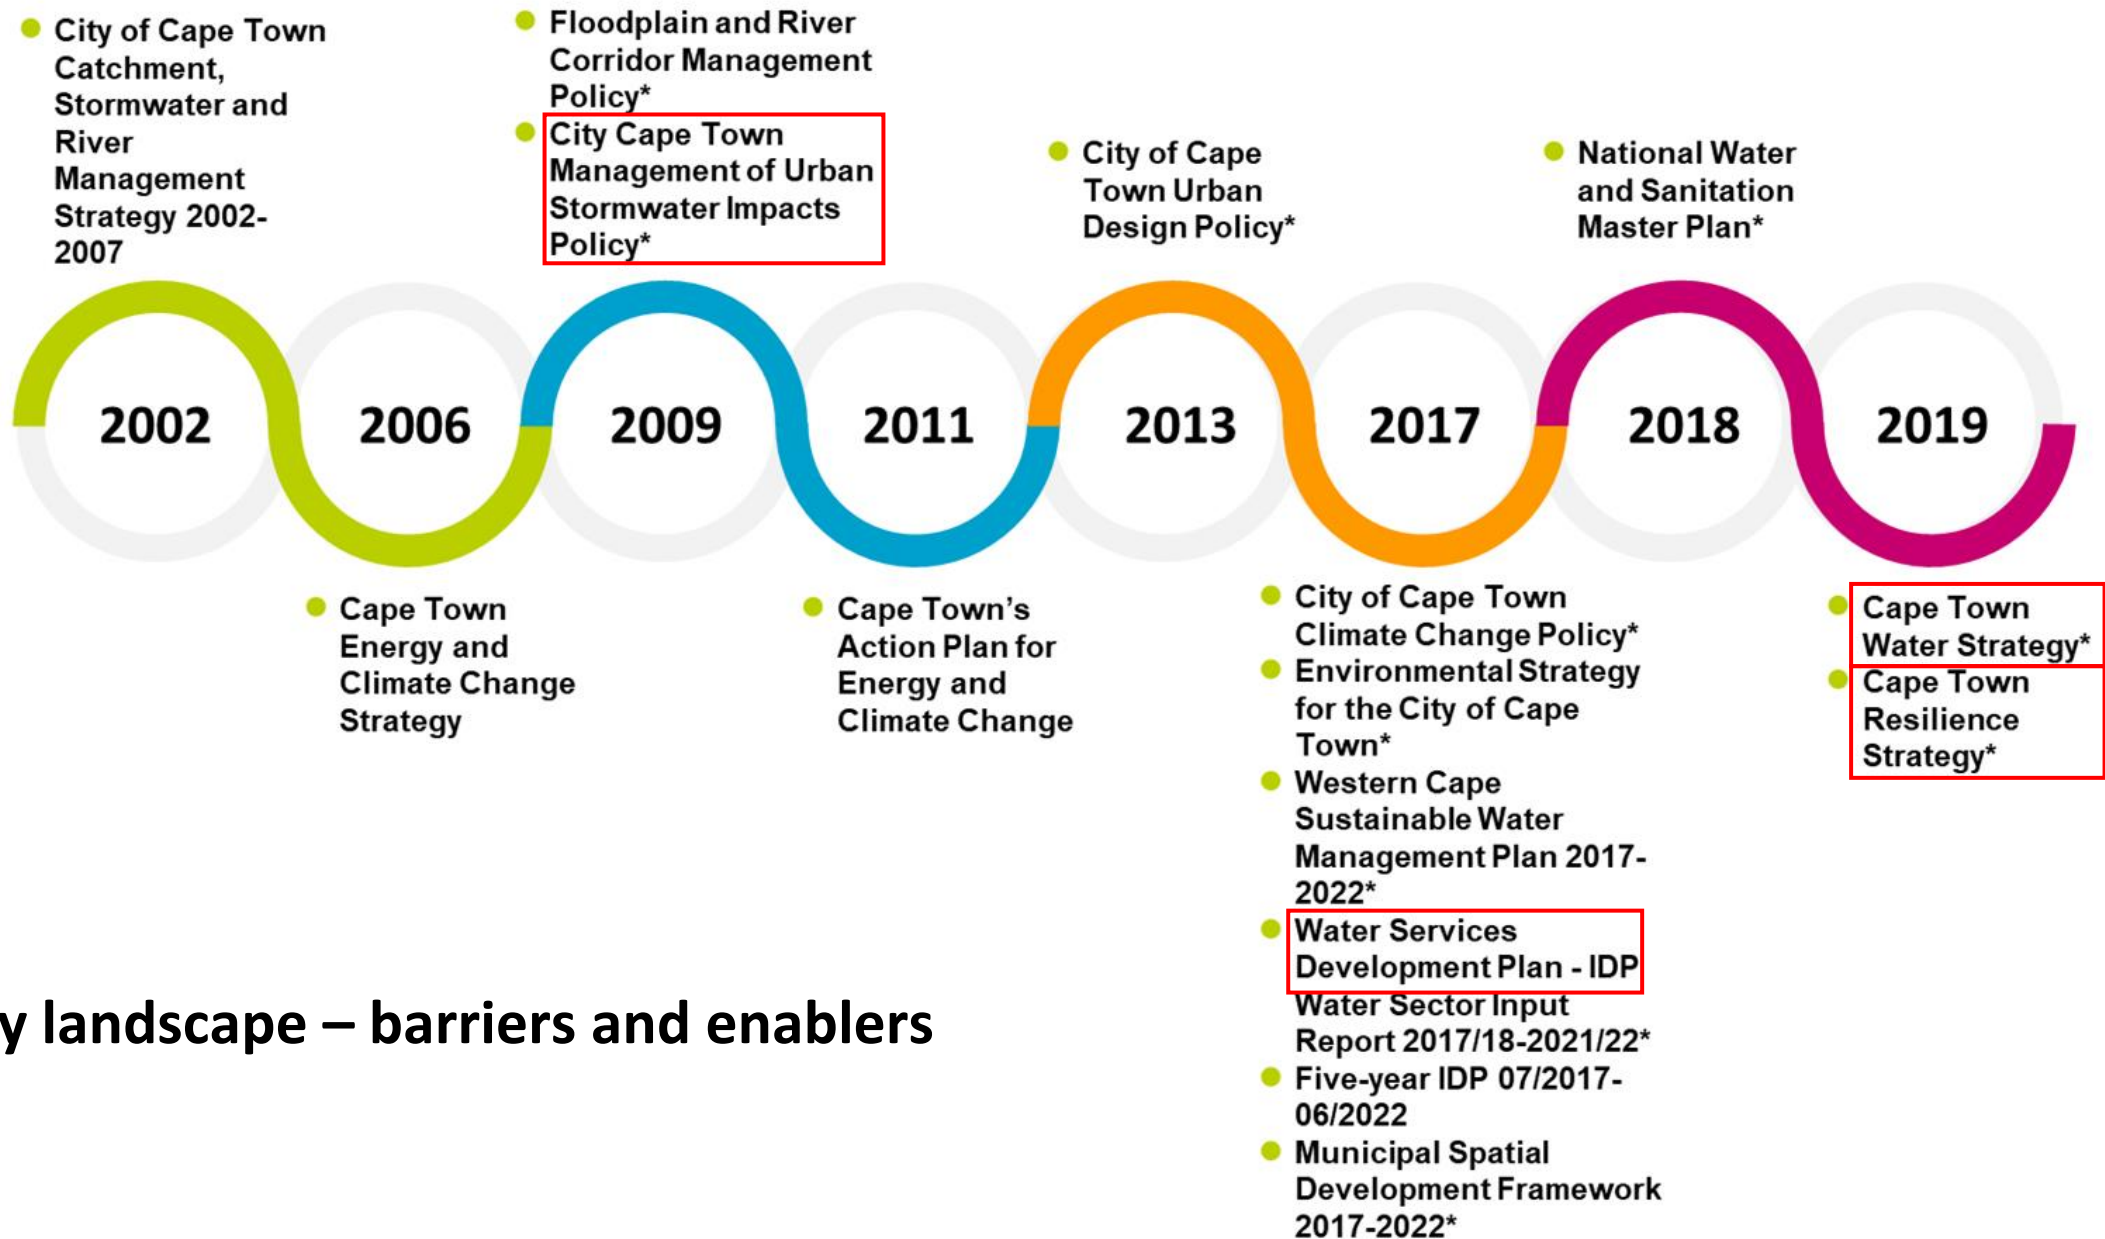 City of Cape Town
Catchment,
Stormwater and
River
Management
Strategy 2002-
2007
Floodplain and River
Corridor Management
Policy*
City Cape Town
Management of Urban
Stormwater Impacts
Policy*
City of Cape
Town Urban
Design Policy*
National Water
and Sanitation
Master Plan*
2002
2006
2009
2011
2013
2017
2018
2019
Cape Town
Energy and
Climate Change
Strategy
Cape Town’s
Action Plan for
Energy and
Climate Change
City of Cape Town
Climate Change Policy*
Environmental Strategy
for the City of Cape
Town*
Western Cape
Sustainable Water
Management Plan 2017-
2022*
Water Services
Development Plan - IDP
Water Sector Input
Report 2017/18-2021/22*
Five-year IDP 07/2017-
06/2022
Municipal Spatial
Development Framework
2017-2022*
Cape Town
Water Strategy*
Cape Town
Resilience
Strategy*
y landscape – barriers and enablers